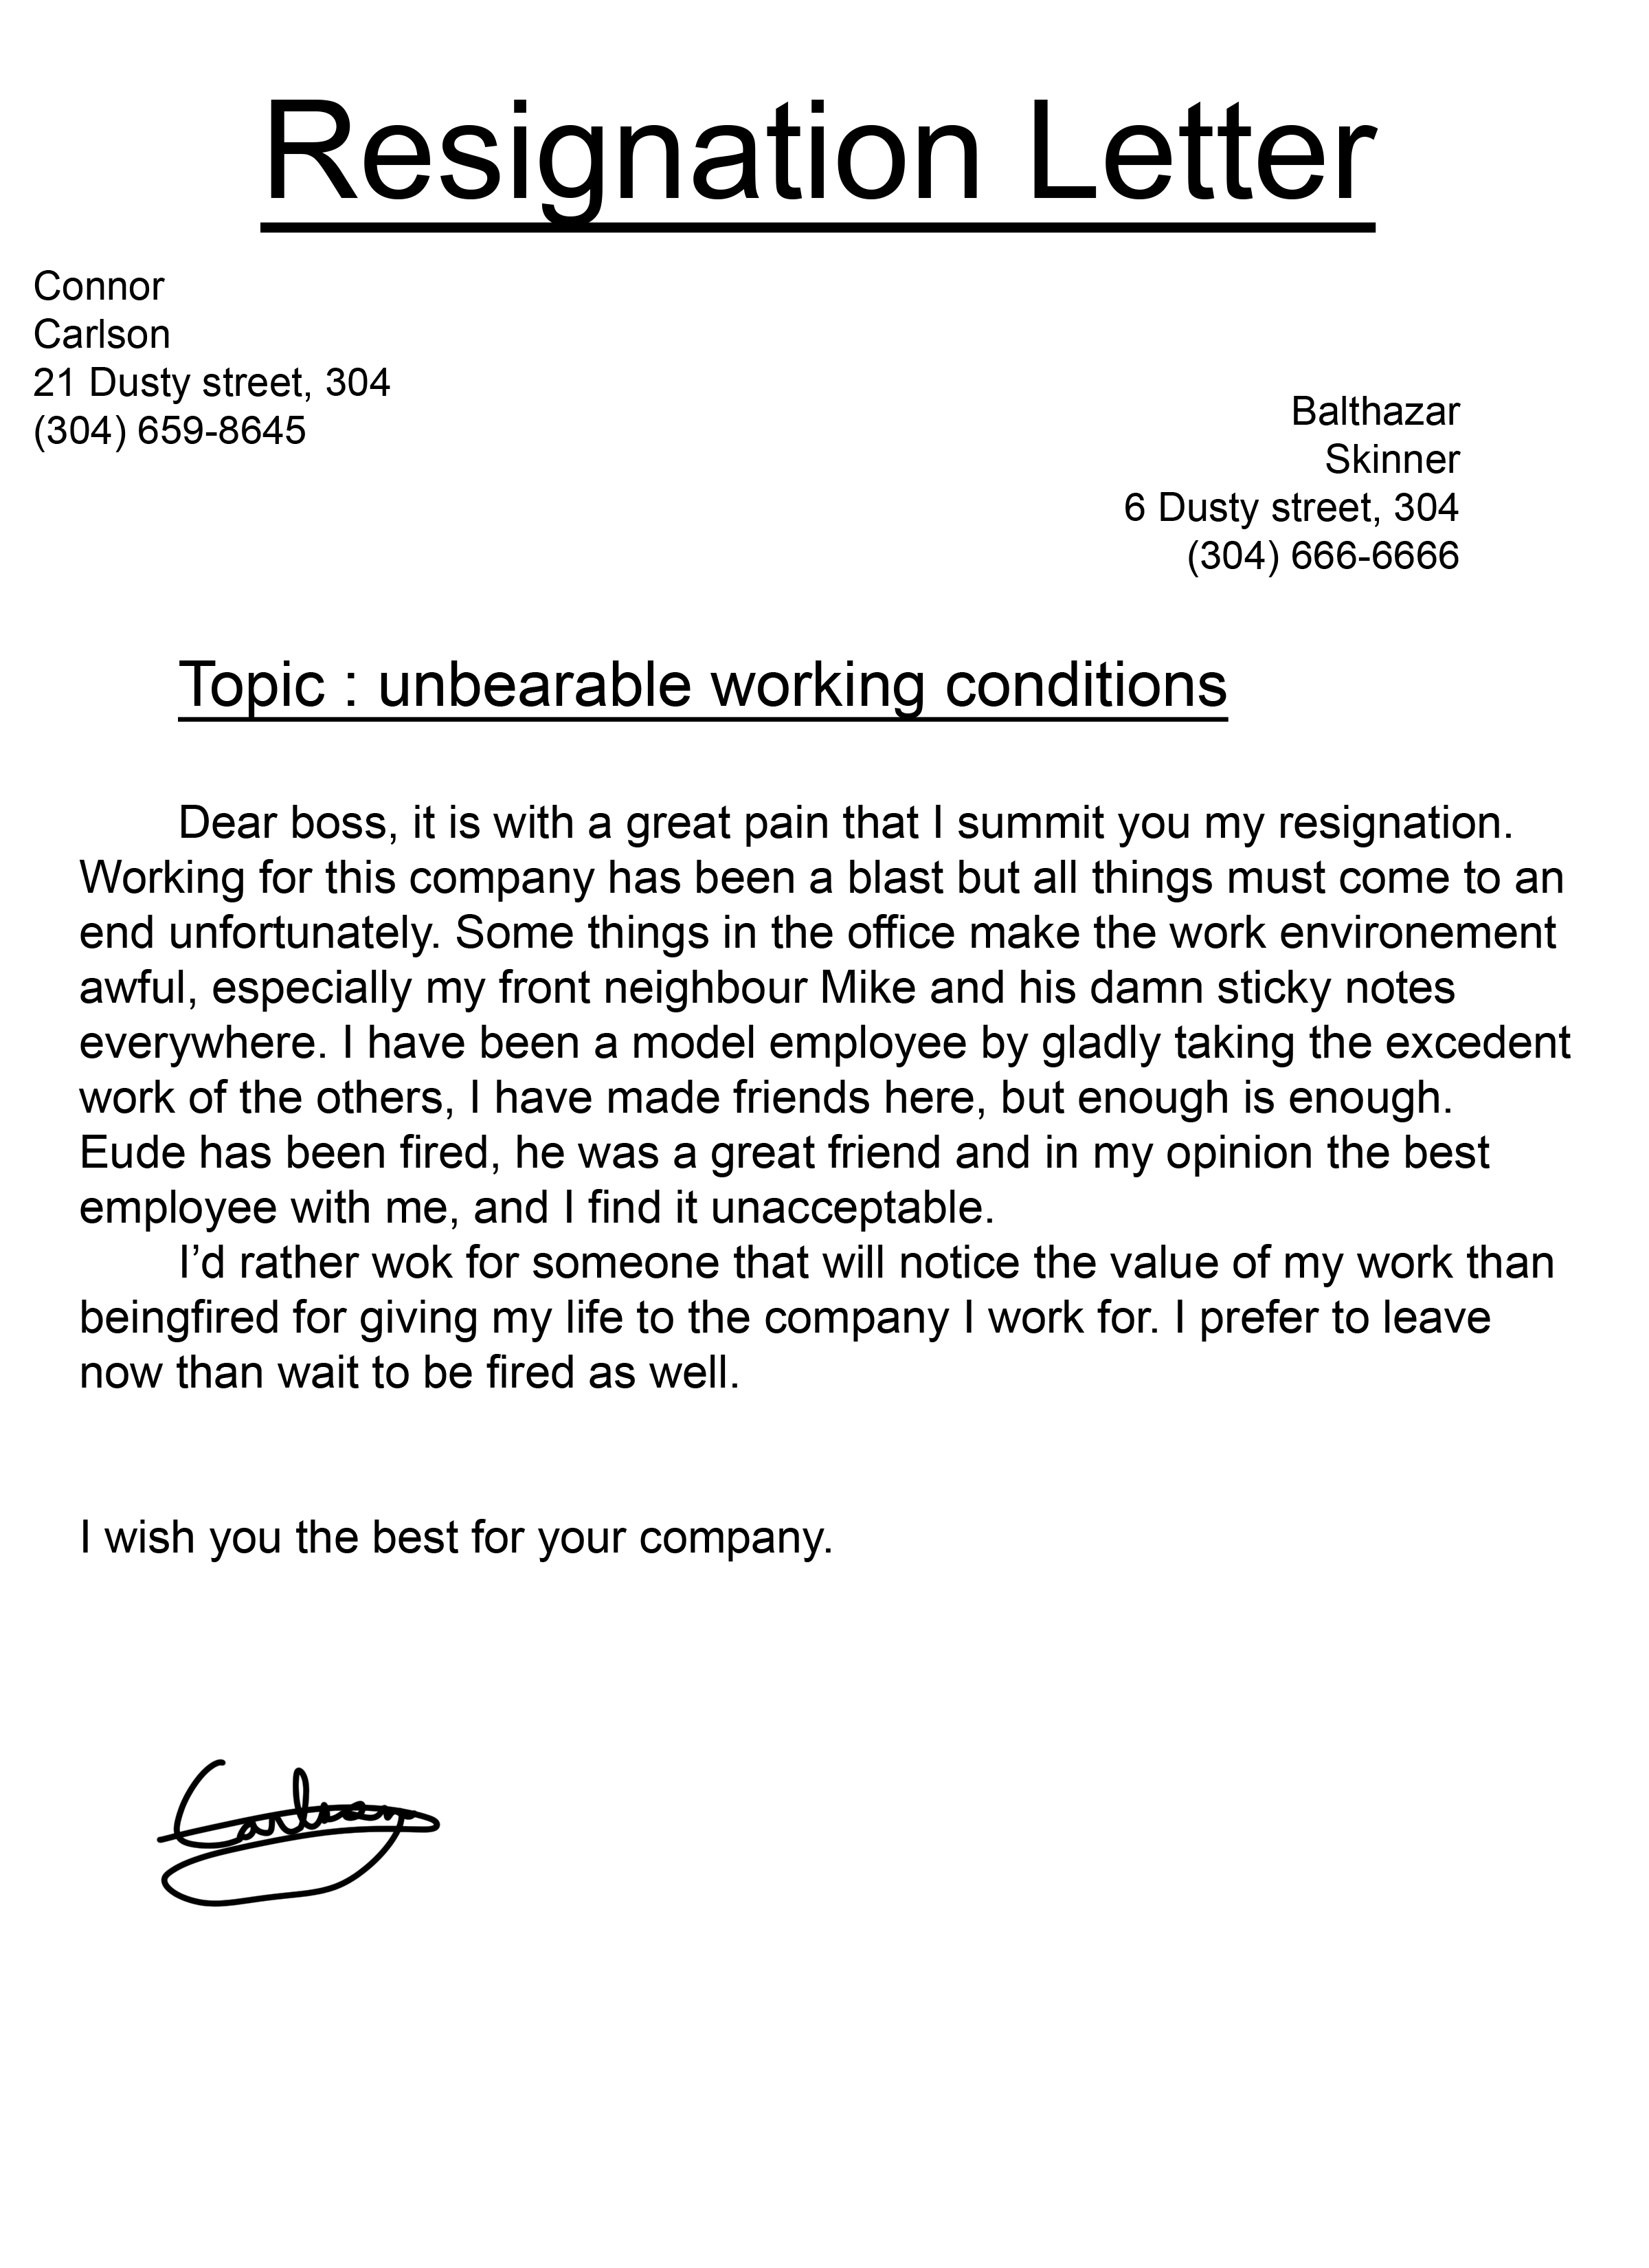 Resignation Letter
Connor
Carlson
21 Dusty street, 304
(304) 659-8645
Balthazar
Skinner
6 Dusty street, 304
(304) 666-6666
Topic : unbearable working conditions
Dear boss, it is with a great pain that I summit you my resignation.
Working for this company has been a blast but all things must come to an
end unfortunately. Some things in the office make the work environement
awful, especially my front neighbour Mike and his damn sticky notes
everywhere. I have been a model employee by gladly taking the excedent
work of the others, I have made friends here, but enough is enough.
Eude has been fired, he was a great friend and in my opinion the best
employee with me, and I find it unacceptable.
I’d rather wok for someone that will notice the value of my work than
beingfired for giving my life to the company I work for. I prefer to leave
now than wait to be fired as well.
I wish you the best for your company.
Carlson